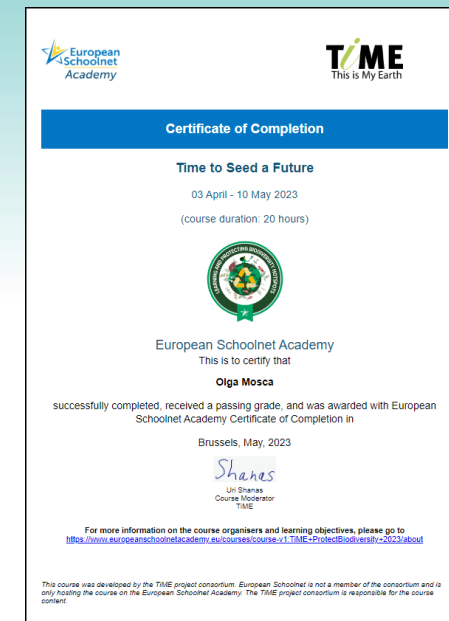 European
Schoolnet
Academy
TiME
This is My Earth
Certificate of Completion
Time to Seed a Future
03 April - 10 May 2023
(course duration: 20 hours)
LEARNING AND PROTECTING BIODIVERSITY HOTSPOTS
European Schoolnet Academy
This is to certify that
Olga Mosca
successfully completed, received a passing grade, and was awarded with European
Schoolnet Academy Certificate of Completion in
Brussels, May, 2023
Shanas
Uri Shanas
Course Moderator
TiME
For more information on the course organisers and learning objectives, please go to
https://www.europeanschoolnetacademy.eu/courses/course-v1:TiME+ProtectBiodiversity+2023/about
This course was developed by the TiME project consortium. European Schoolnet is not a member of the consortium and is
only hosting the course on the European Schoolnet Academy. The TiME project consortium is responsible for the course
content.